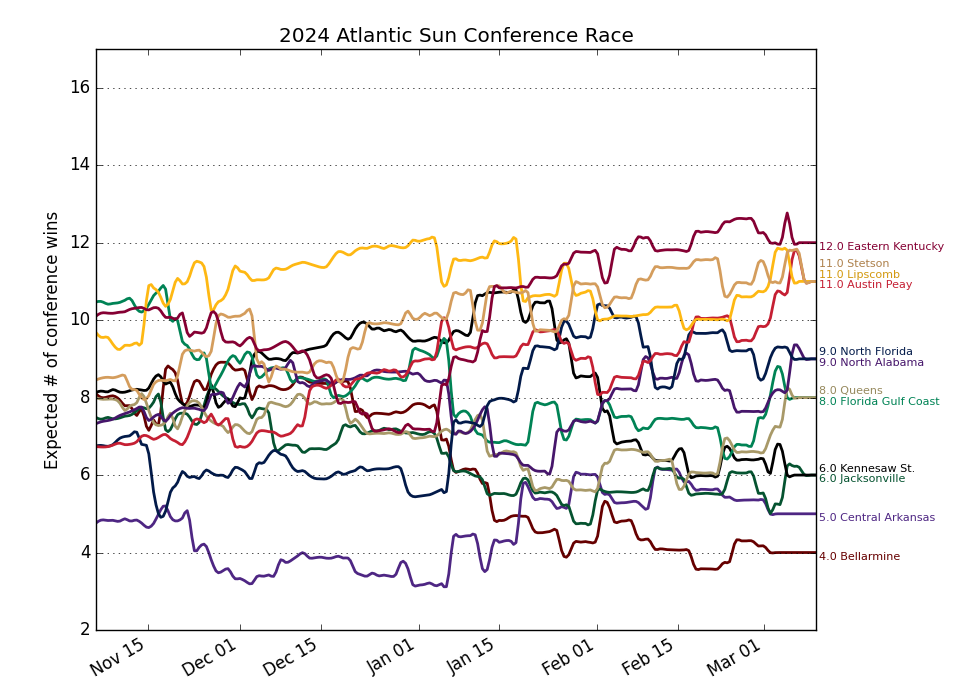 2024 Atlantic Sun Conference Race
Expected # of conference wins
16
14
12
10
8
6
4
2
12.0 Eastern Kentucky
11.0 Stetson
11.0 Lipscomb
11.0 Austin Peay
9.0 North Florida
9.0 North Alabama
8.0 Queens
8.0 Florida Gulf Coast
6.0 Kennesaw St.
6.0 Jacksonville
5.0 Central Arkansas
4.0 Bellarmine
Nov 15
Dec 01
Dec 15
Jan 01
Jan 15
Feb 01
Feb 15
Mar 01